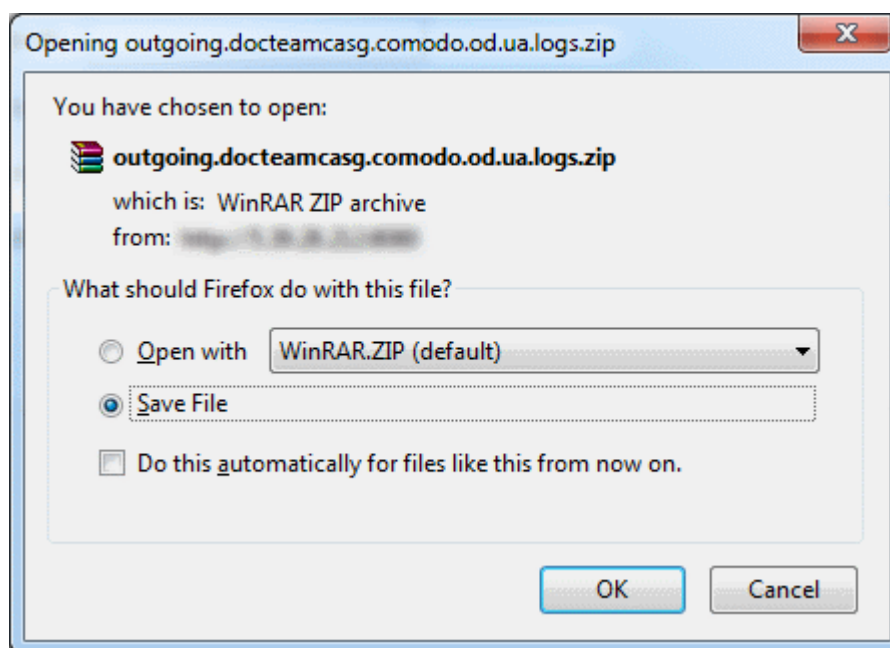 Opening outgoing.docteamcasg.comodo.od.ua.logs.zip
You have chosen to open:
outgoing.docteamcasg.comodo.od.ua.logs.zip
which is: WinRAR ZIP archive
from:
What should Firefox do with this file?
Open with WinRAR.ZIP (default)
Save File
Do this automatically for files like this from now on.
OK Cancel